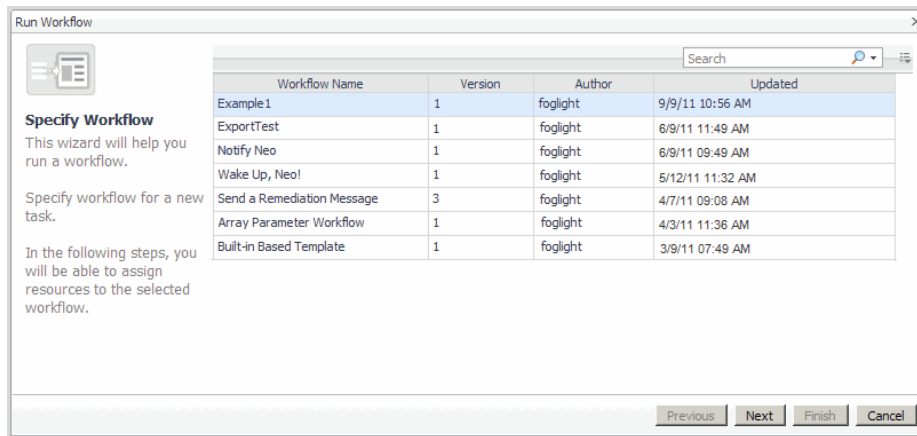 Run Workflow
Search
Specify Workflow
This wizard will help you
run a workflow.
Specify workflow for a new
task.
In the following steps, you
will be able to assign
resources to the selected
workflow.
Workflow Name Version Author Updated
Example1 1 foglight 9/9/11 10:56 AM
ExportTest 1 foglight 6/9/11 11:49 AM
Notify Neo 1 foglight 6/9/11 09:49 AM
Wake Up, Neo! 1 foglight 5/12/11 11:32 AM
Send a Remediation Message 3 foglight 4/7/11 09:08 AM
Array Parameter Workflow 1 foglight 4/3/11 11:36 AM
Built-in Based Template 1 foglight 3/9/11 07:49 AM
Previous Next Finish Cancel